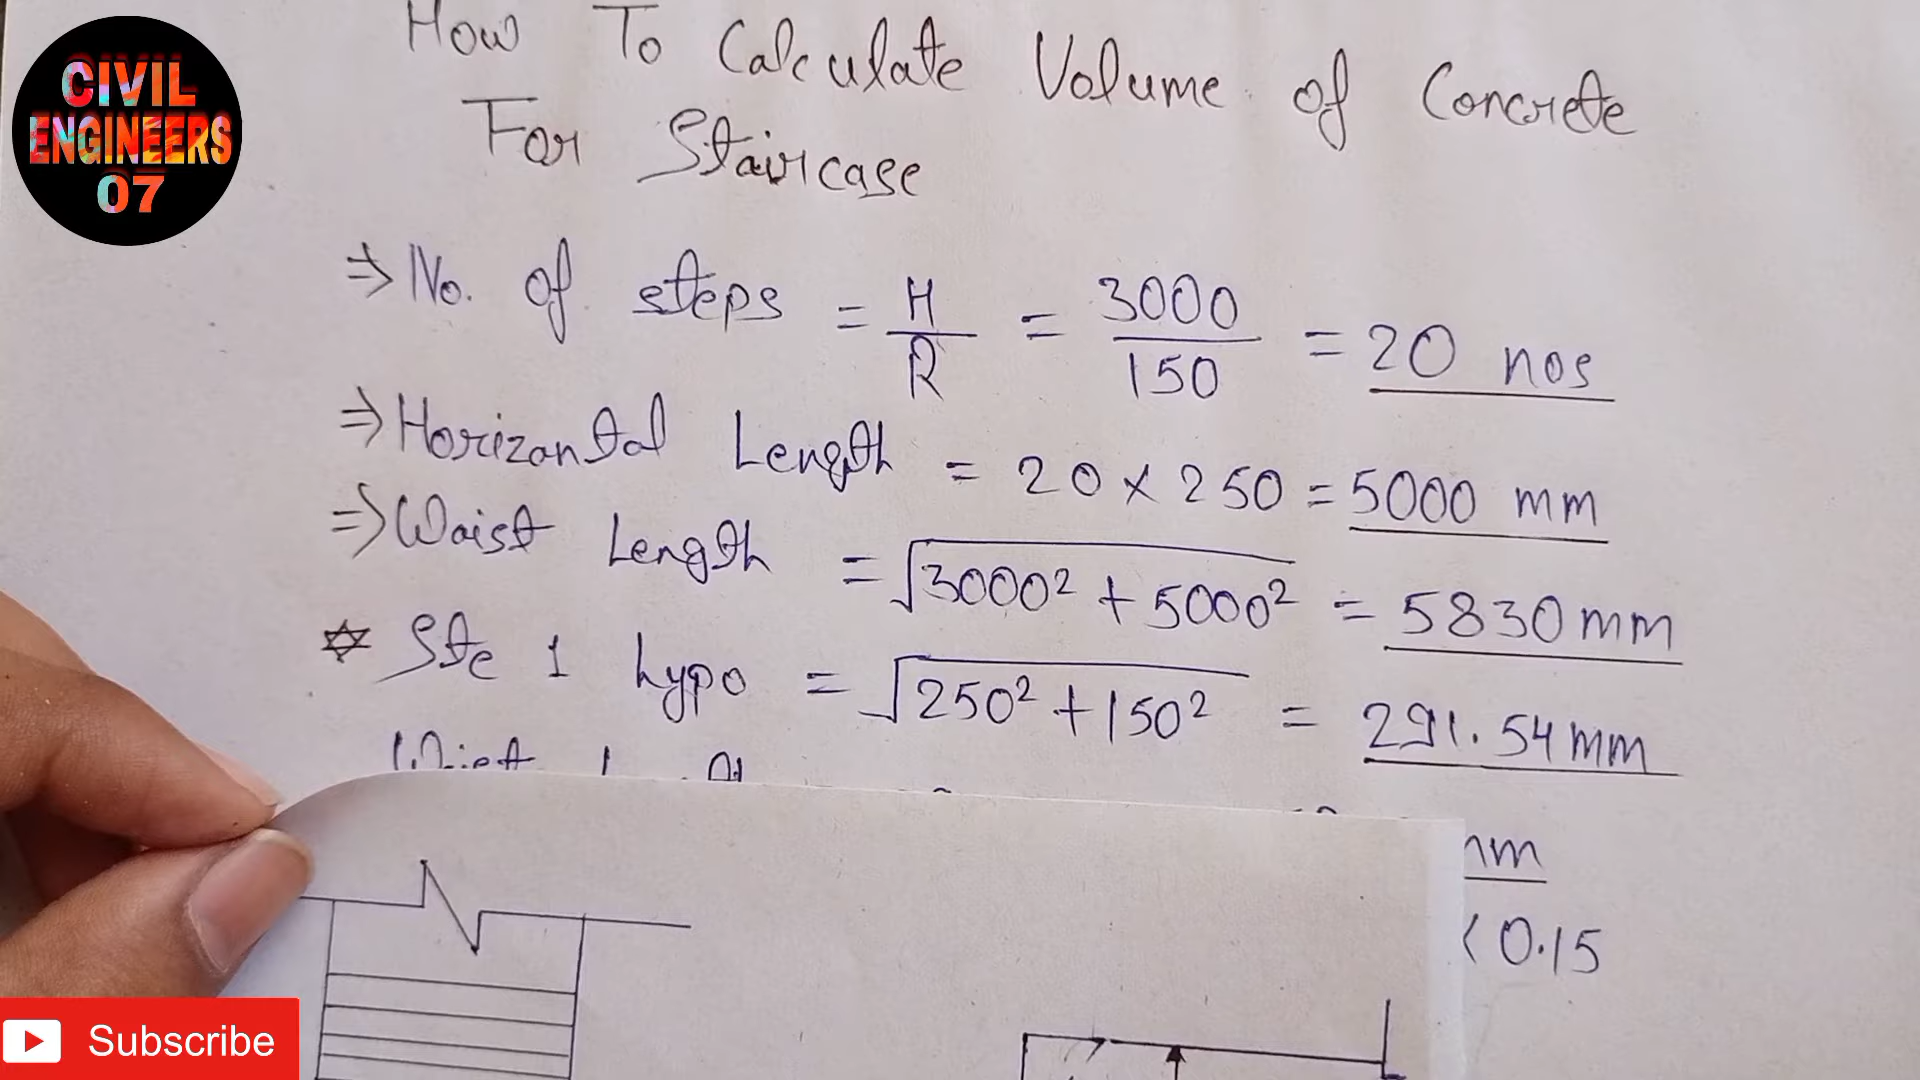 CIVIL
ENGINEERS
07
How To Calculate Volume of Concrete
For Staircase
⇒ No. of steps = H/R = 3000/150 = 20 nos
⇒ Horizontal Length = 20 × 250 = 5000 mm
⇒ Waist Length = √3000² + 5000² = 5830 mm
✡ Ste 1 hypo = √250² + 150² = 291.54 mm
mm
0.15
Subscribe